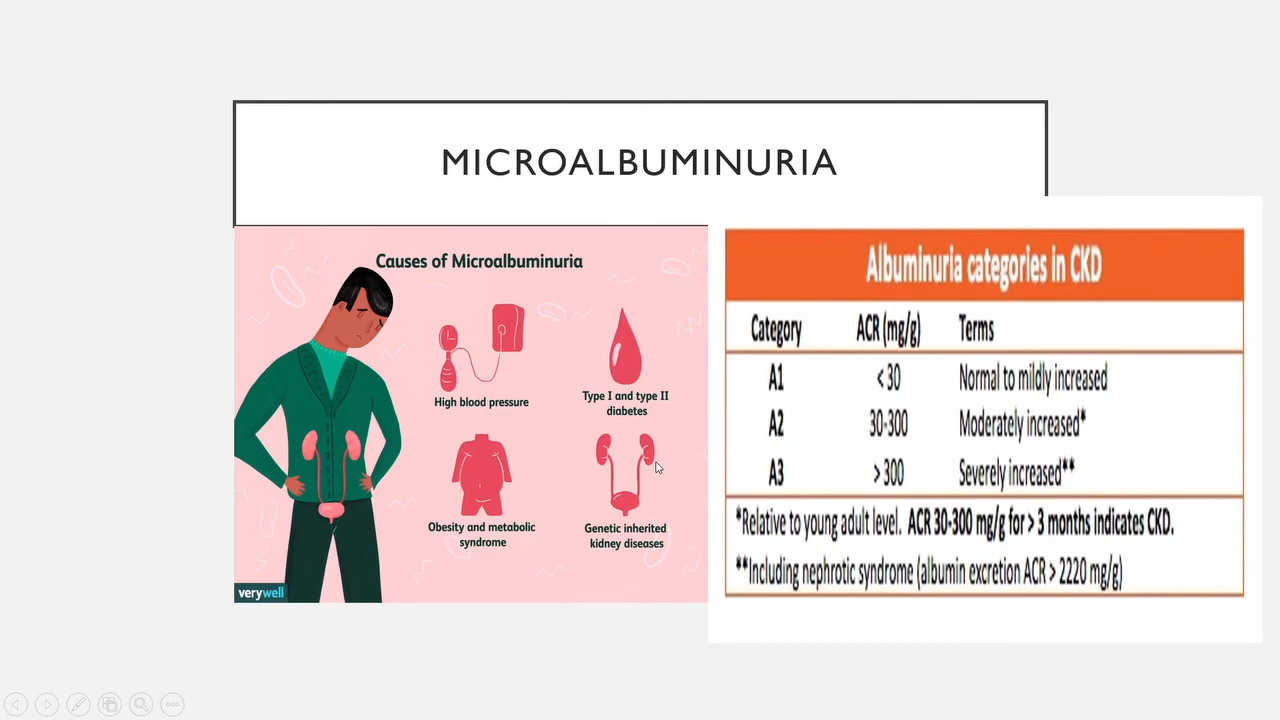 MICROALBUMINURIA
Causes of Microalbuminuria
High blood pressure
Type I and type II
diabetes
Obesity and metabolic
syndrome
Genetic inherited
kidney diseases
verywell
Albuminuria categories in CKD
Category ACR (mg/g) Terms
A1 < 30 Normal to mildly increased
A2 30-300 Moderately increased*
A3 > 300 Severely increased**
*Relative to young adult level. ACR 30-300 mg/g for > 3 months indicates CKD.
**Including nephrotic syndrome (albumin excretion ACR > 2220 mg/g)